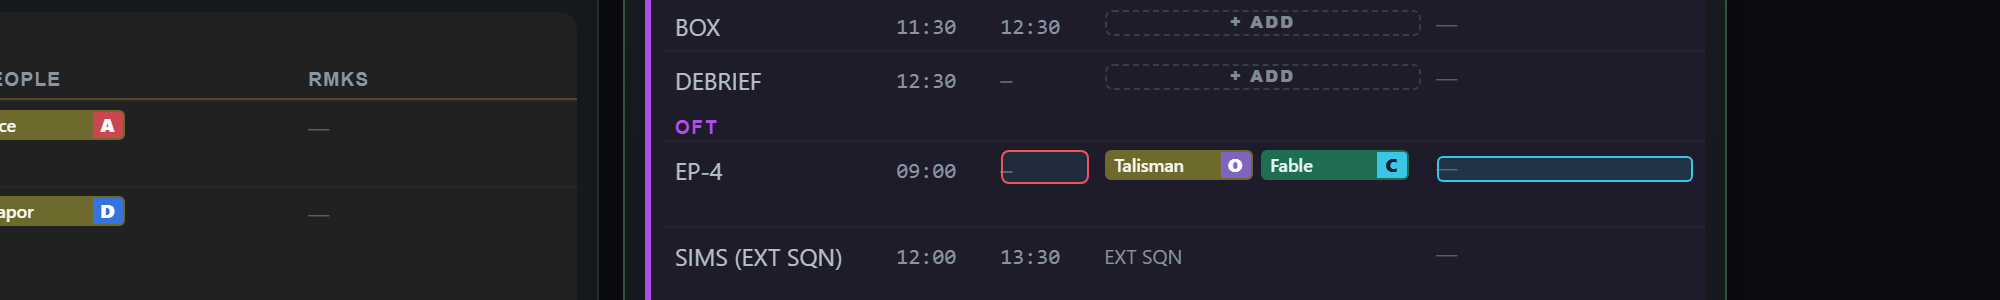 EOPLE RMKS
ce A —
apor D —
BOX 11:30 12:30 + ADD —
DEBRIEF 12:30 — + ADD —
OFT
EP-4 09:00 — Talisman O Fable C —
SIMS (EXT SQN) 12:00 13:30 EXT SQN —